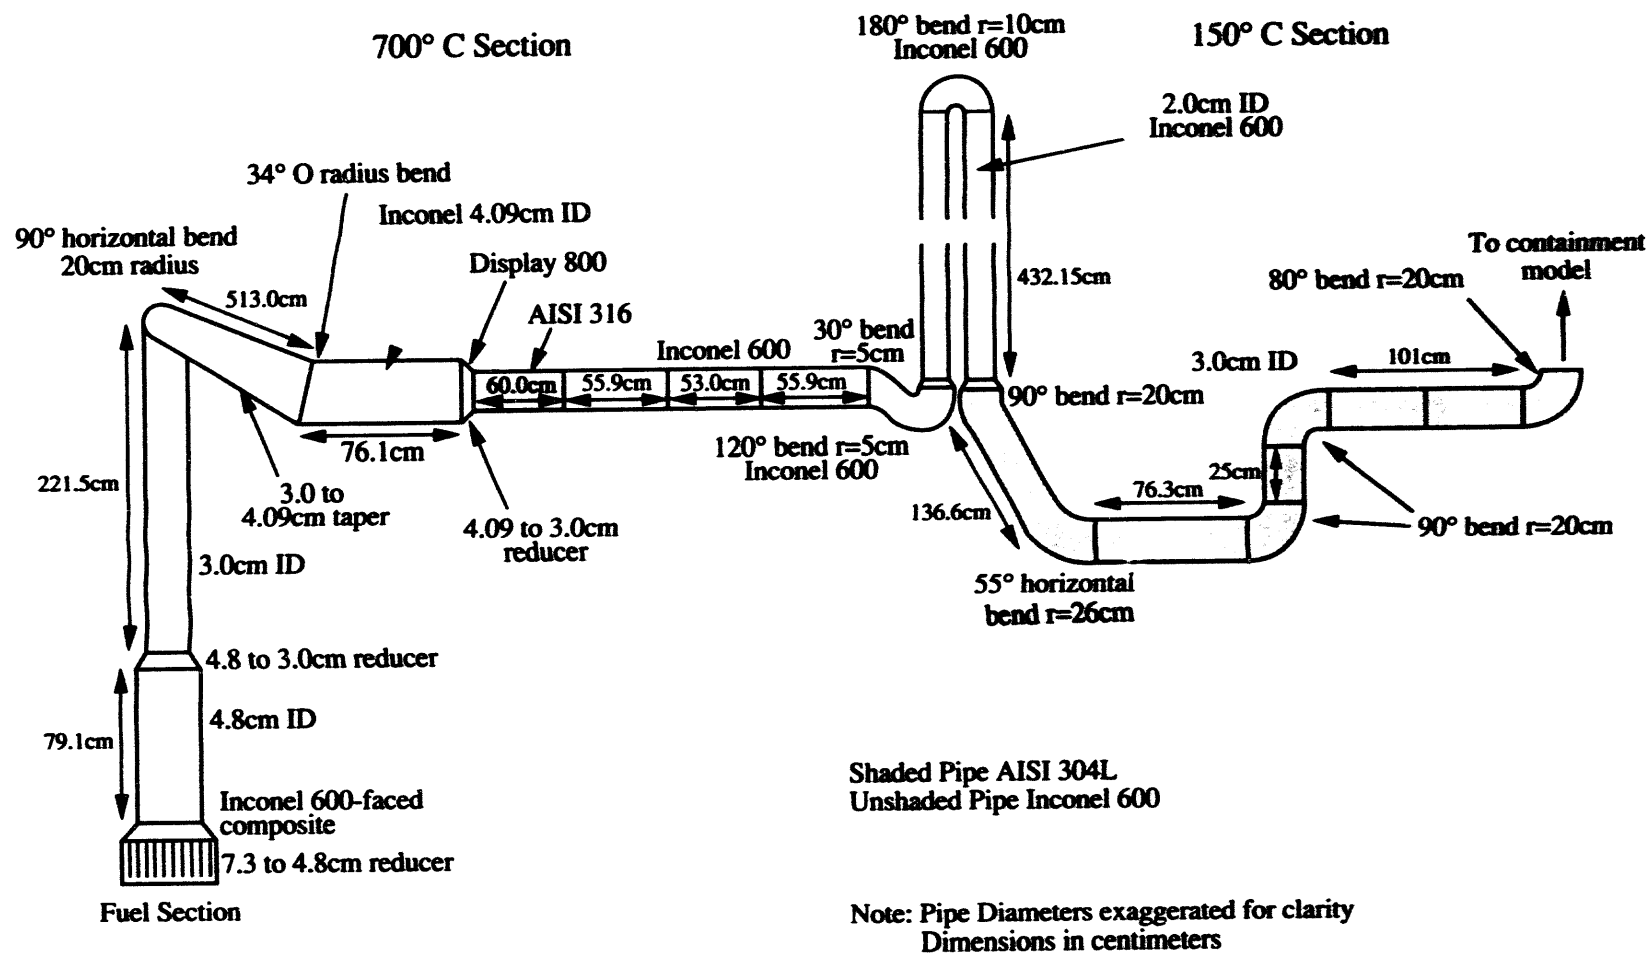 700° C Section
180° bend r=10cm
Inconel 600
150° C Section
2.0cm ID
Inconel 600
34° O radius bend
Inconel 4.09cm ID
90° horizontal bend
20cm radius
Display 800
513.0cm
AISI 316
Inconel 600
30° bend
r=5cm
432.15cm
To containment
model
80° bend r=20cm
3.0cm ID
101cm
60.0cm
55.9cm
53.0cm
55.9cm
90° bend r=20cm
76.1cm
120° bend r=5cm
Inconel 600
221.5cm
3.0 to
4.09cm taper
4.09 to 3.0cm
reducer
136.6cm
76.3cm
25cm
90° bend r=20cm
3.0cm ID
55° horizontal
bend r=26cm
4.8 to 3.0cm reducer
4.8cm ID
79.1cm
Inconel 600-faced
composite
7.3 to 4.8cm reducer
Fuel Section
Shaded Pipe AISI 304L
Unshaded Pipe Inconel 600
Note: Pipe Diameters exaggerated for clarity
Dimensions in centimeters